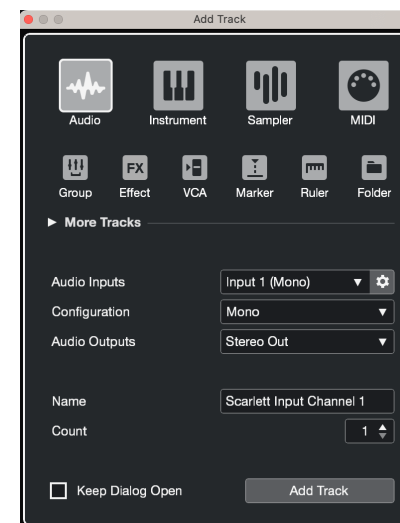 Add Track
Audio Instrument Sampler MIDI
FX
Group Effect VCA Marker Ruler Folder
More Tracks
Audio Inputs Input 1 (Mono)
Configuration Mono
Audio Outputs Stereo Out
Name Scarlett Input Channel 1
Count 1
Keep Dialog Open Add Track